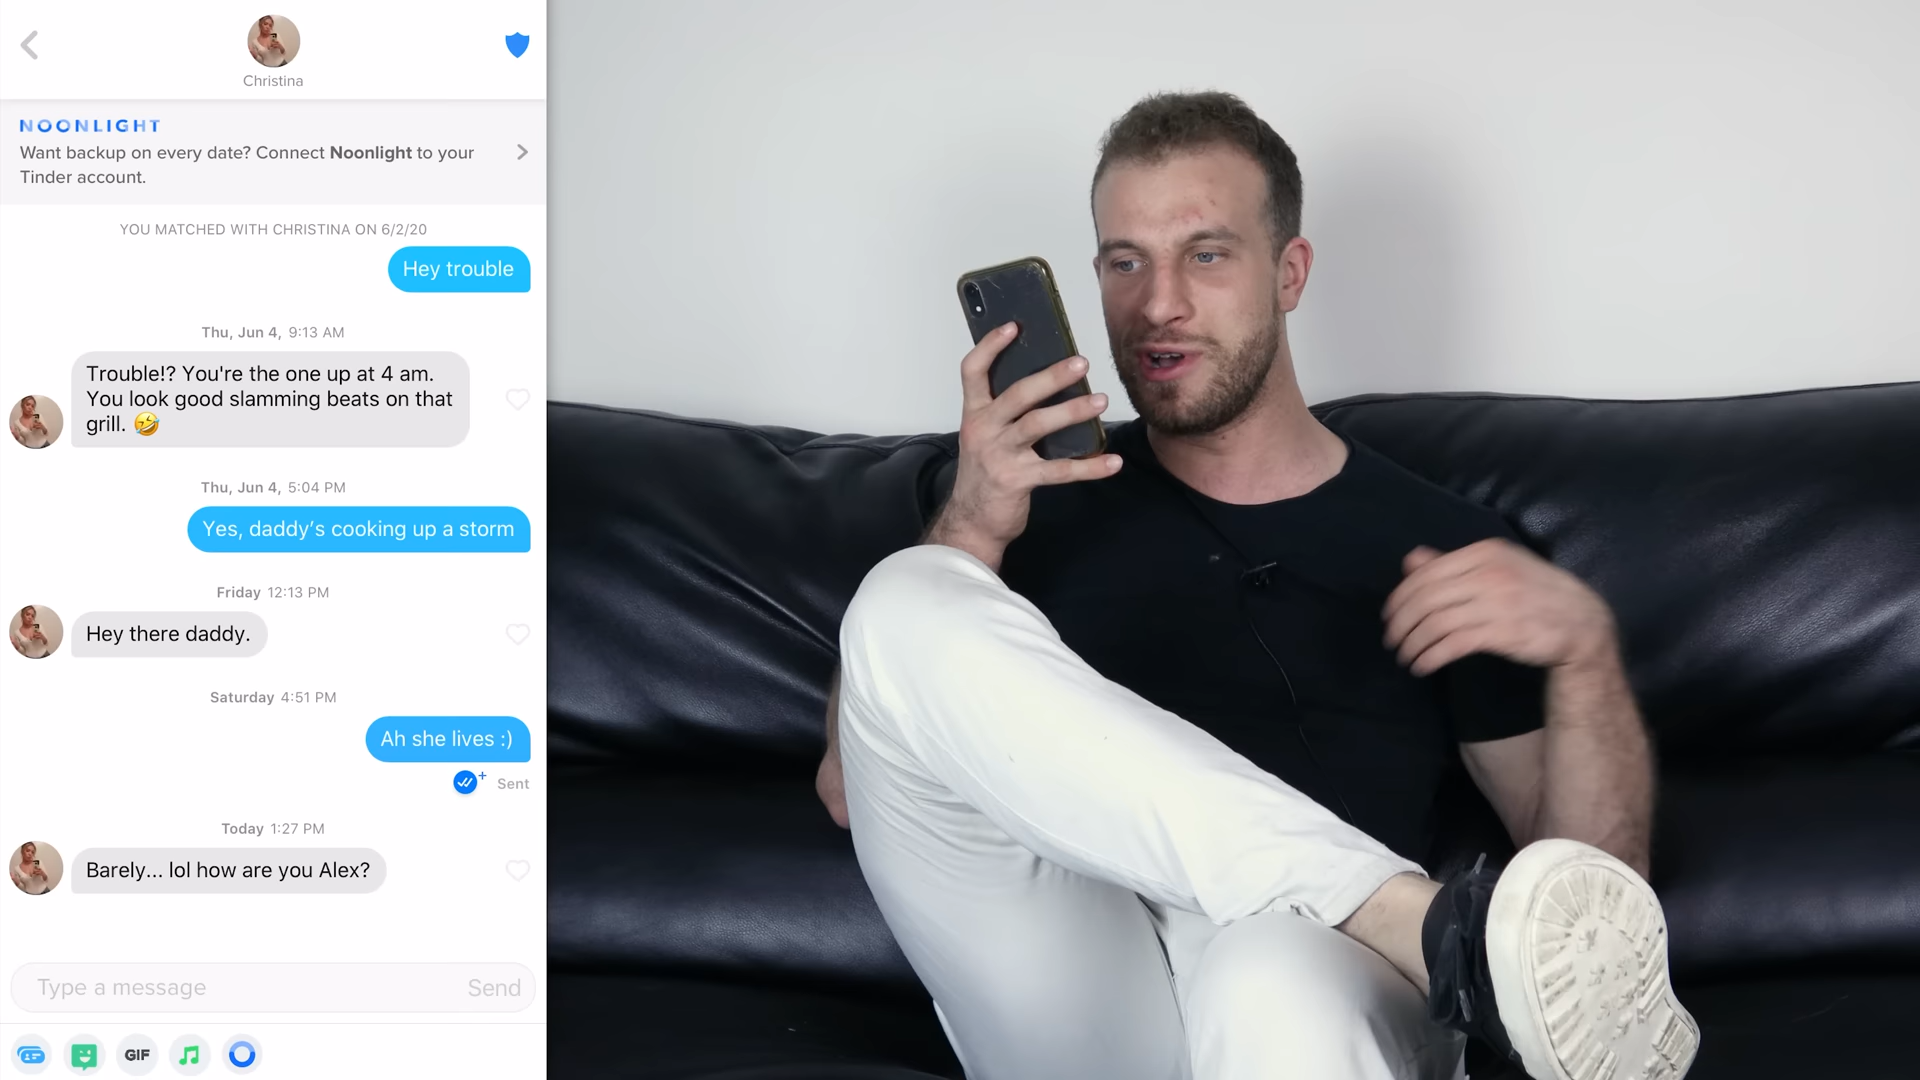 Christina
NOONLIGHT
Want backup on every date? Connect Noonlight to your
Tinder account.
YOU MATCHED WITH CHRISTINA ON 6/2/20
Hey trouble
Thu, Jun 4, 9:13 AM
Trouble!? You're the one up at 4 am.
You look good slamming beats on that
grill. 🤣
Thu, Jun 4, 5:04 PM
Yes, daddy’s cooking up a storm
Friday 12:13 PM
Hey there daddy.
Saturday 4:51 PM
Ah she lives :)
Sent
Today 1:27 PM
Barely... lol how are you Alex?
Type a message
Send
GIF